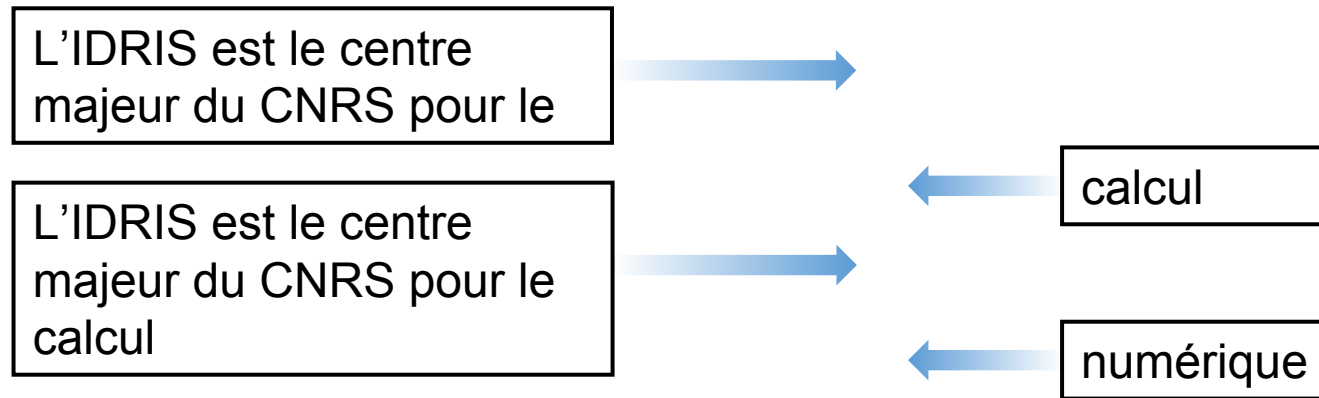 L’IDRIS est le centre
majeur du CNRS pour le
calcul
L’IDRIS est le centre
majeur du CNRS pour le
calcul
numérique